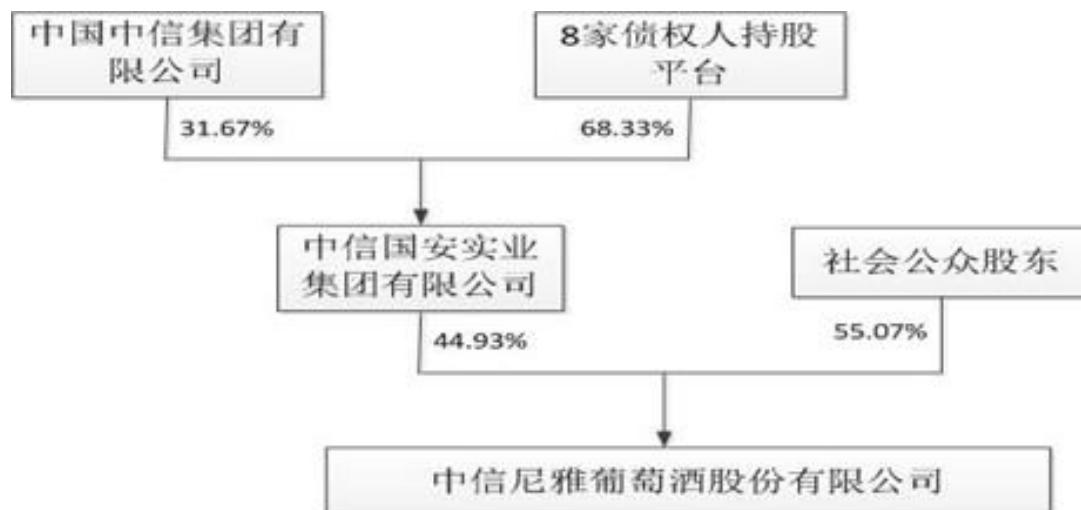 中国中信集团有
限公司
8家债权人持股
平台
31.67%
68.33%
中信国安实业
集团有限公司
社会公众股东
44.93%
55.07%
中信尼雅葡萄酒股份有限公司